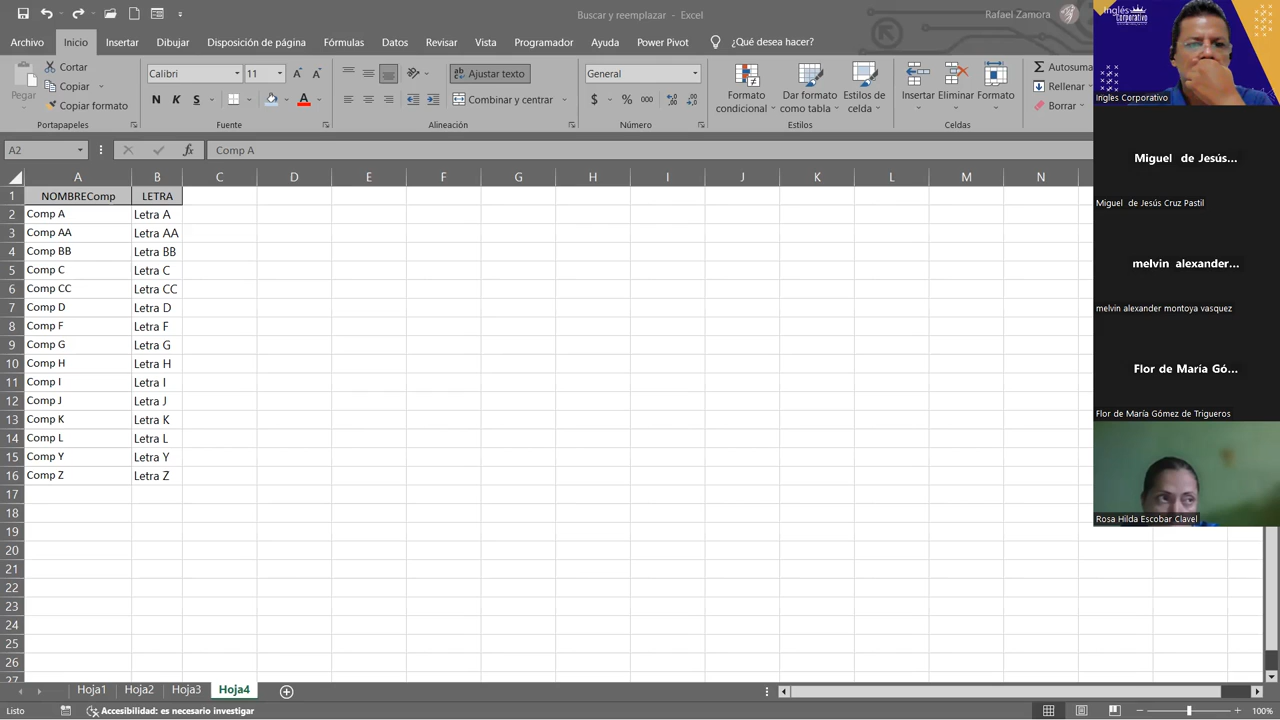 Buscar y reemplazar - Excel
Rafael Zamora
Archivo Inicio Insertar Dibujar Disposición de página Fórmulas Datos Revisar Vista Programador Ayuda Power Pivot ¿Qué desea hacer?
Pegar
Cortar
Copiar
Copiar formato
Portapapeles
Calibri 11
N K S
Fuente
Ajustar texto
Combinar y centrar
Alineación
General
$ % 000
Número
Formato condicional
Dar formato como tabla
Estilos de celda
Estilos
Insertar Eliminar Formato
Celdas
Autosuma
Rellenar
Borrar
A2 fx Comp A
A B C D E F G H I J K L M N
1 NOMBREComp LETRA
2 Comp A Letra A
3 Comp AA Letra AA
4 Comp BB Letra BB
5 Comp C Letra C
6 Comp CC Letra CC
7 Comp D Letra D
8 Comp F Letra F
9 Comp G Letra G
10 Comp H Letra H
11 Comp I Letra I
12 Comp J Letra J
13 Comp K Letra K
14 Comp L Letra L
15 Comp Y Letra Y
16 Comp Z Letra Z
17
18
19
20
21
22
23
24
25
26
27
Hoja1 Hoja2 Hoja3 Hoja4
Listo Accesibilidad: es necesario investigar 100%
Inglés
Corporativo
Ingles Corporativo
Miguel de Jesús...
Miguel de Jesús Cruz Pastil
melvin alexander...
melvin alexander montoya vasquez
Flor de María Gó...
Flor de María Gómez de Trigueros
Rosa Hilda Escobar Clavel